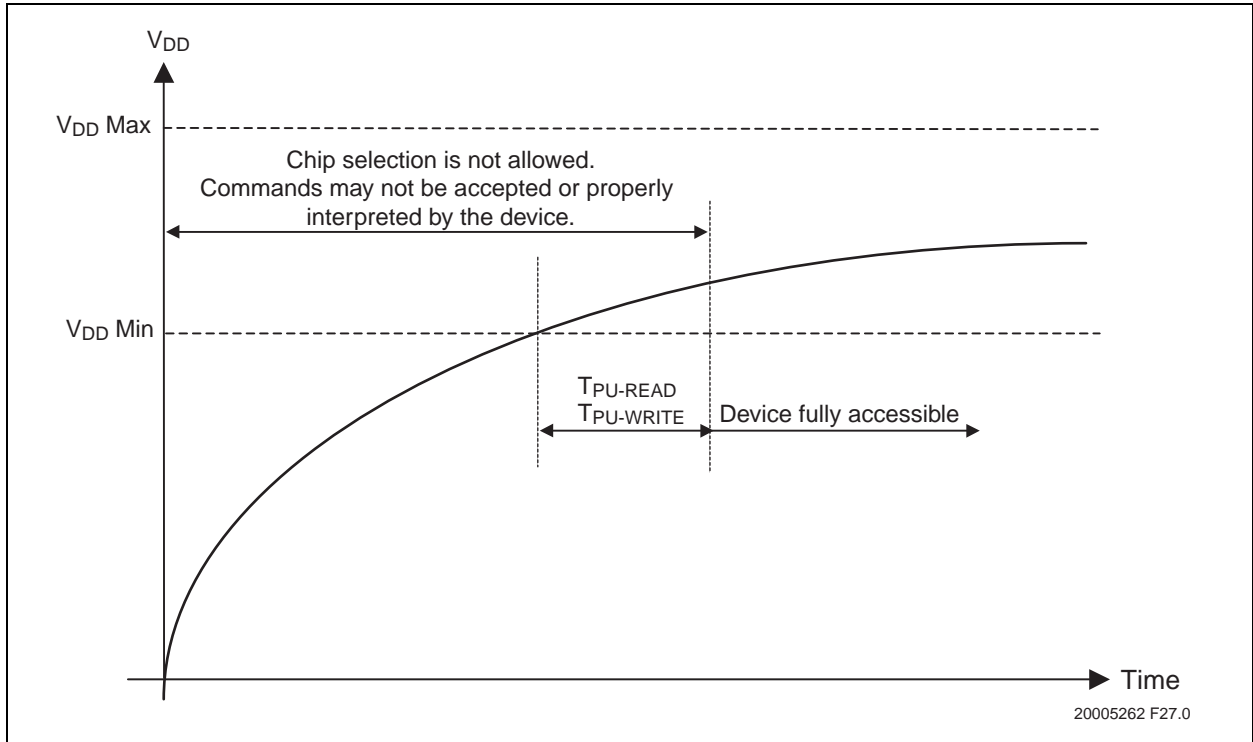 VDD
VDD Max
Chip selection is not allowed.
Commands may not be accepted or properly
interpreted by the device.
VDD Min
TPU-READ
TPU-WRITE
Device fully accessible
Time
20005262 F27.0